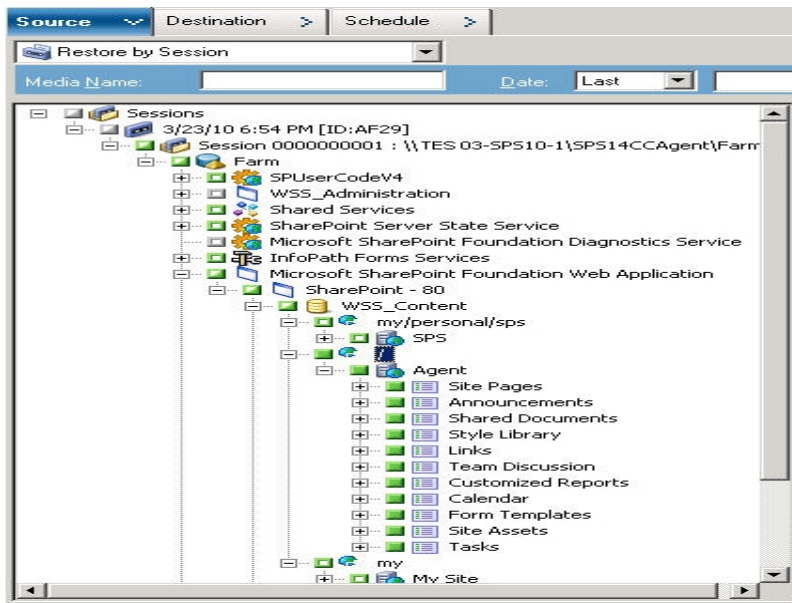 Source Destination Schedule
Restore by Session
Media Name: Date: Last
Sessions
3/23/10 6:54 PM [ID:AF29]
Session 0000000001 : \\TES 03-SPS10-1\SPS14CCAgent\Farm
Farm
SPUserCodeV4
WSS_Administration
Shared Services
SharePoint Server State Service
Microsoft SharePoint Foundation Diagnostics Service
InfoPath Forms Services
Microsoft SharePoint Foundation Web Application
SharePoint - 80
WSS_Content
my/personal/sps
SPS
/
Agent
Site Pages
Announcements
Shared Documents
Style Library
Links
Team Discussion
Customized Reports
Calendar
Form Templates
Site Assets
Tasks
my
My Site